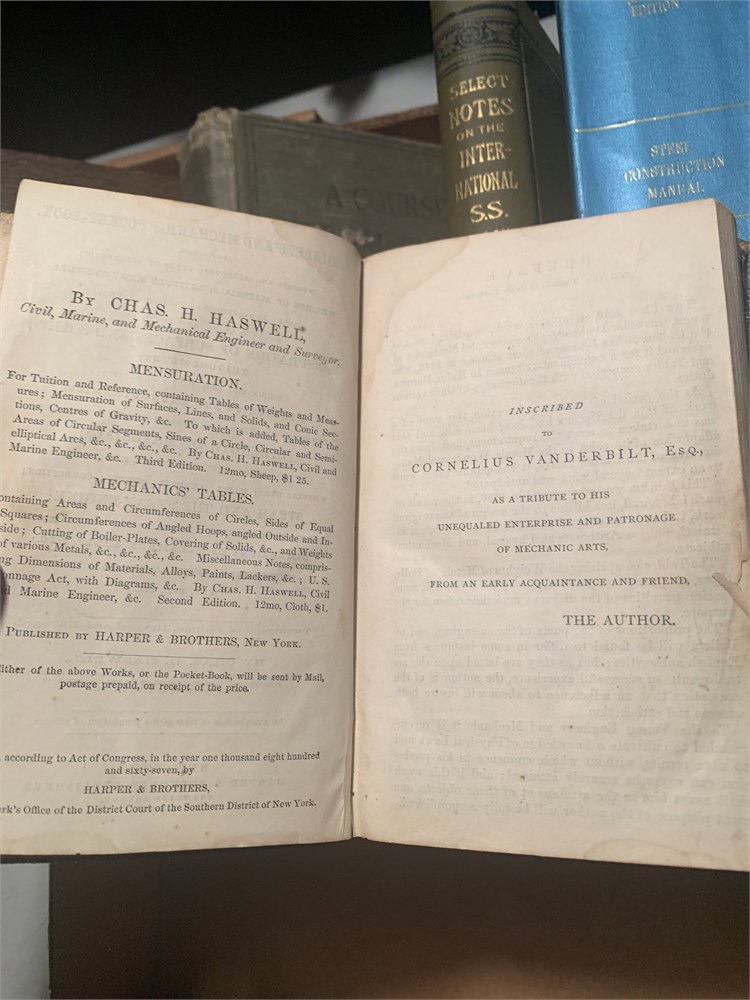 EDITION
STEEL
CONSTRUCTION
MANUAL
SELECT
NOTES
ON THE
INTER-
NATIONAL
S.S.
A COURSE
By CHAS. H. HASWELL,
Civil, Marine, and Mechanical Engineer and Surveyor.
MENSURATION.
For Tuition and Reference, containing Tables of Weights and Meas-
ures; Mensuration of Surfaces, Lines, and Solids, and Conic Sec-
tions, Centres of Gravity, &c. To which is added, Tables of the
Areas of Circular Segments, Sines of a Circle, Circular and Semi-
elliptical Arcs, &c., &c., &c., &c. By Chas. H. Haswell, Civil and
Marine Engineer, &c. Third Edition. 12mo, Sheep, $1 25.
MECHANICS' TABLES.
ontaining Areas and Circumferences of Circles, Sides of Equal
Squares; Circumferences of Angled Hoops, angled Outside and In-
side; Cutting of Boiler-Plates, Covering of Solids, &c., and Weights
of various Metals, &c., &c., &c., &c. Miscellaneous Notes, compris-
ng Dimensions of Materials, Alloys, Paints, Lackers, &c.; U. S.
onnage Act, with Diagrams, &c. By Chas. H. Haswell, Civil
d Marine Engineer, &c. Second Edition. 12mo, Cloth, $1.
Published by HARPER & BROTHERS, New York.
Either of the above Works, or the Pocket-Book, will be sent by Mail,
postage prepaid, on receipt of the price.
, according to Act of Congress, in the year one thousand eight hundred
and sixty-seven, by
HARPER & BROTHERS,
erk's Office of the District Court of the Southern District of New York.
INSCRIBED
TO
CORNELIUS VANDERBILT, Esq.,
AS A TRIBUTE TO HIS
UNEQUALED ENTERPRISE AND PATRONAGE
OF MECHANIC ARTS,
FROM AN EARLY ACQUAINTANCE AND FRIEND,
THE AUTHOR.